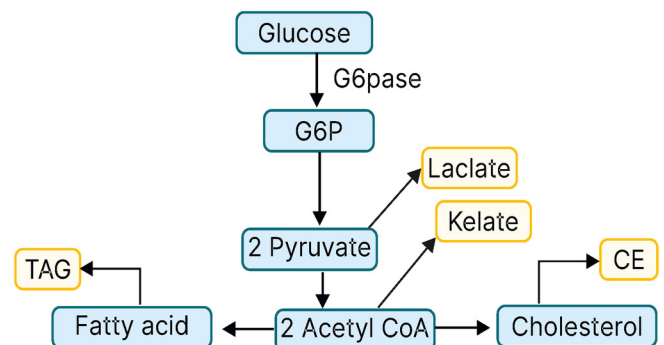 Glucose
G6pase
G6P
Laclate
Kelate
2 Pyruvate
CE
TAG
Fatty acid
2 Acetyl CoA
Cholesterol